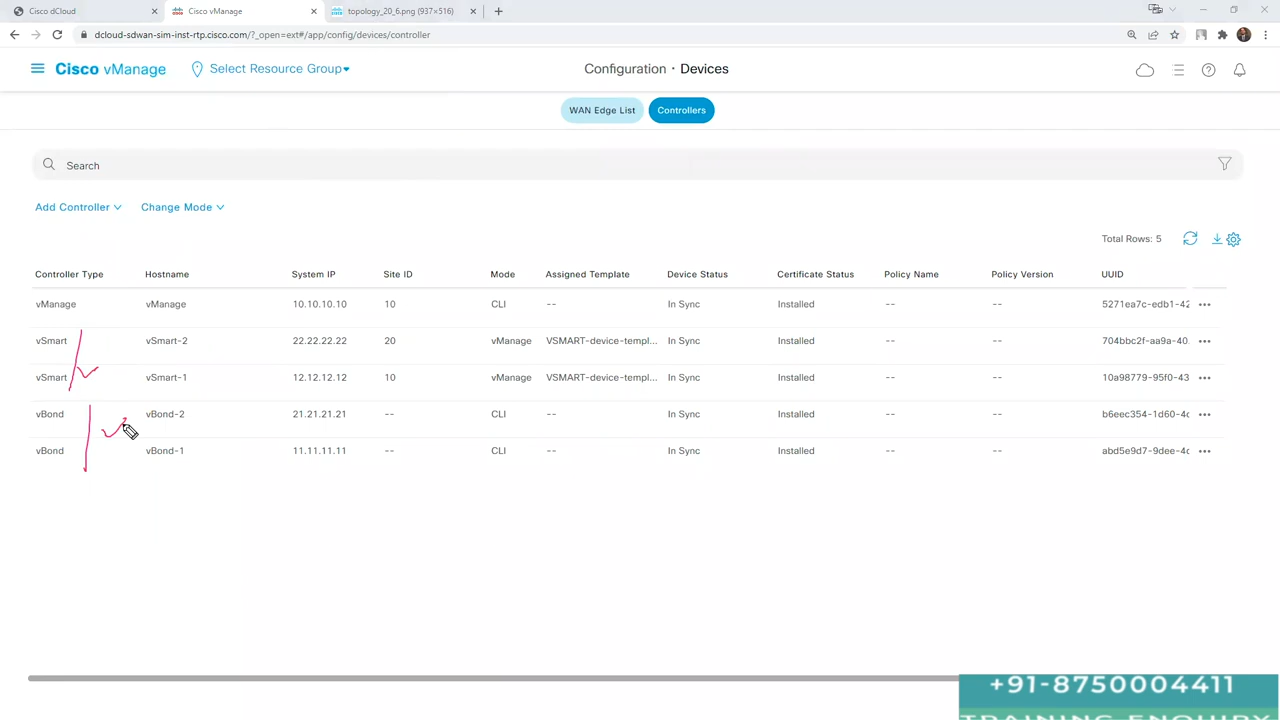 Cisco dCloud
Cisco vManage
topology_20_6.png (937×516)
dcloud-sdwan-sim-inst-rtp.cisco.com/?_open=ext#/app/config/devices/controller
Cisco vManage
Select Resource Group
Configuration · Devices
WAN Edge List
Controllers
Search
Add Controller
Change Mode
Total Rows: 5
Controller Type Hostname System IP Site ID Mode Assigned Template Device Status Certificate Status Policy Name Policy Version UUID
vManage vManage 10.10.10.10 10 CLI -- In Sync Installed -- -- 5271ea7c-edb1-42 •••
vSmart vSmart-2 22.22.22.22 20 vManage VSMART-device-templ... In Sync Installed -- -- 704bbc2f-aa9a-40. •••
vSmart vSmart-1 12.12.12.12 10 vManage VSMART-device-templ... In Sync Installed -- -- 10a98779-95f0-43 •••
vBond vBond-2 21.21.21.21 -- CLI -- In Sync Installed -- -- b6eec354-1d60-4c •••
vBond vBond-1 11.11.11.11 -- CLI -- In Sync Installed -- -- abd5e9d7-9dee-4c •••
+91-8750004411
TRAINING ENQUIRY